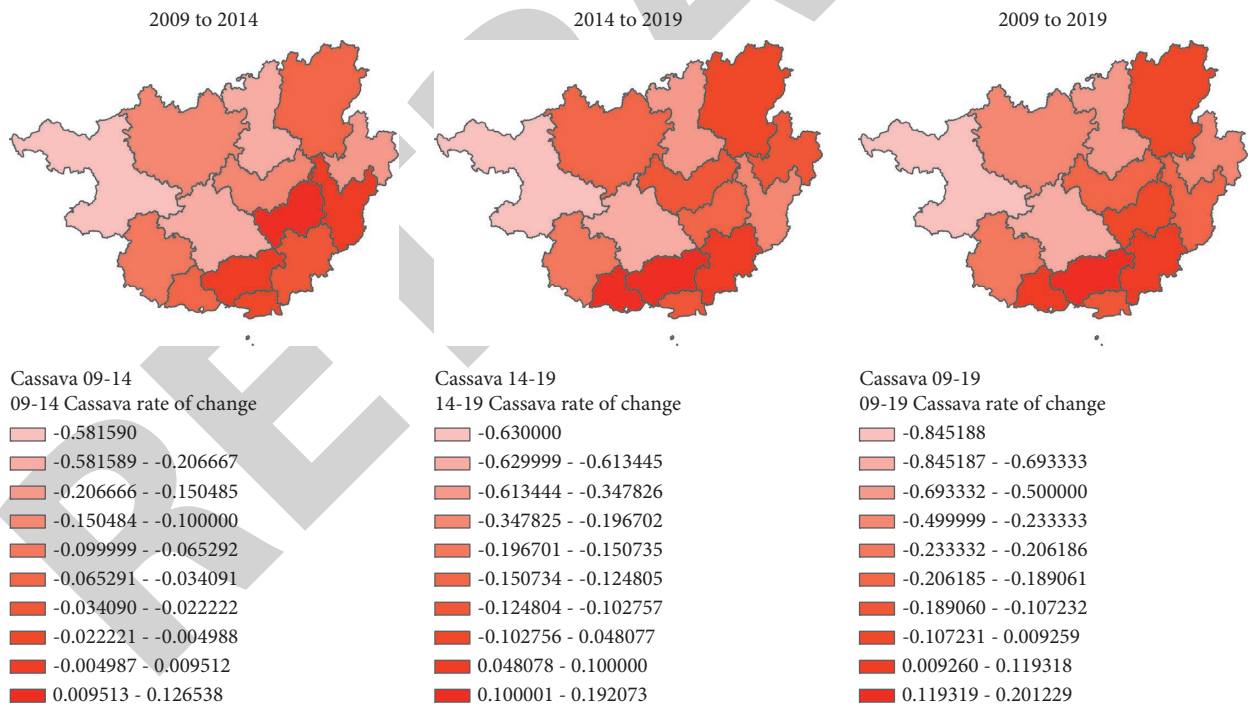 2009 to 2014
2014 to 2019
2009 to 2019
Cassava 09-14
09-14 Cassava rate of change
-0.581590
-0.581589 - -0.206667
-0.206666 - -0.150485
-0.150484 - -0.100000
-0.099999 - -0.065292
-0.065291 - -0.034091
-0.034090 - -0.022222
-0.022221 - -0.004988
-0.004987 - 0.009512
0.009513 - 0.126538
Cassava 14-19
14-19 Cassava rate of change
-0.630000
-0.629999 - -0.613445
-0.613444 - -0.347826
-0.347825 - -0.196702
-0.196701 - -0.150735
-0.150734 - -0.124805
-0.124804 - -0.102757
-0.102756 - 0.048077
0.048078 - 0.100000
0.100001 - 0.192073
Cassava 09-19
09-19 Cassava rate of change
-0.845188
-0.845187 - -0.693333
-0.693332 - -0.500000
-0.499999 - -0.233333
-0.233332 - -0.206186
-0.206185 - -0.189061
-0.189060 - -0.107232
-0.107231 - 0.009259
0.009260 - 0.119318
0.119319 - 0.201229